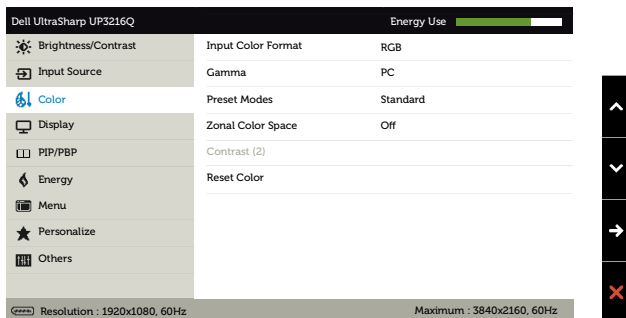 Dell UltraSharp UP3216Q Energy Use
Brightness/Contrast Input Color Format RGB
Input Source Gamma PC
Color Preset Modes Standard
Display Zonal Color Space Off
PIP/PBP Contrast (2)
Energy Reset Color
Menu
Personalize
Others
Resolution : 1920x1080, 60Hz Maximum : 3840x2160, 60Hz